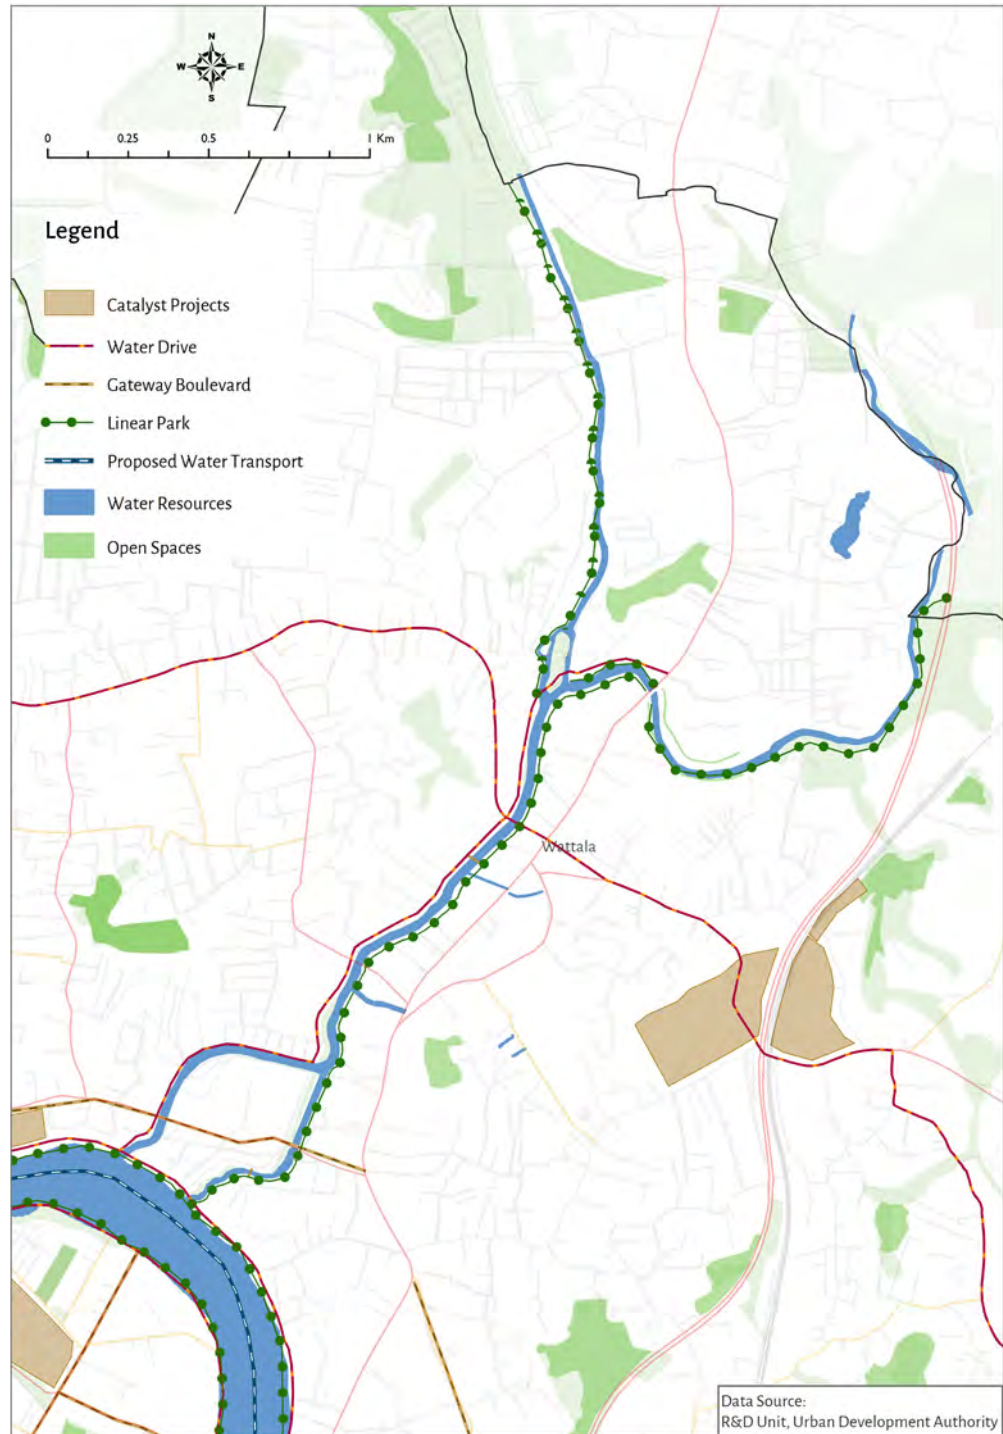 N
W E
S
0 0.25 0.5 1 Km
Legend
Catalyst Projects
Water Drive
Gateway Boulevard
Linear Park
Proposed Water Transport
Water Resources
Open Spaces
Wattala
Data Source:
R&D Unit, Urban Development Authority